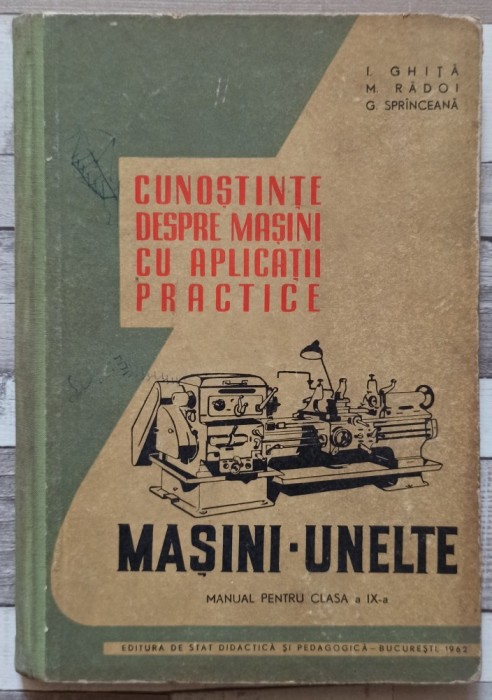 I. GHIȚĂ
M. RĂDOI
G. SPRÎNCEANĂ
CUNOȘTINȚE
DESPRE MAȘINI
CU APLICAȚII
PRACTICE
MAȘINI·UNELTE
MANUAL PENTRU CLASA a IX-a
EDITURA DE STAT DIDACTICĂ ȘI PEDAGOGICĂ – BUCUREȘTI, 1962